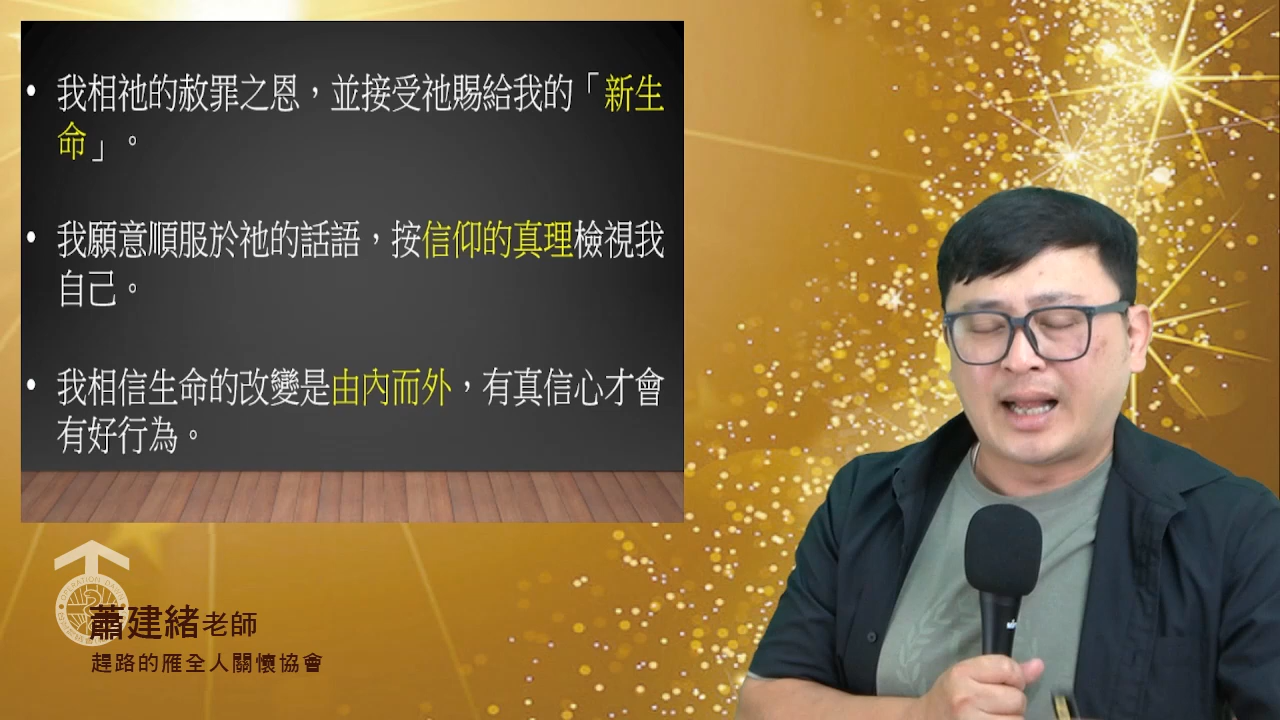 • 我相祂的赦罪之恩，並接受祂賜給我的「新生
命」。
• 我願意順服於祂的話語，按信仰的真理檢視我
自己。
• 我相信生命的改變是由內而外，有真信心才會
有好行為。
OPERATION DAWN
蕭建緒老師
趕路的雁全人關懷協會